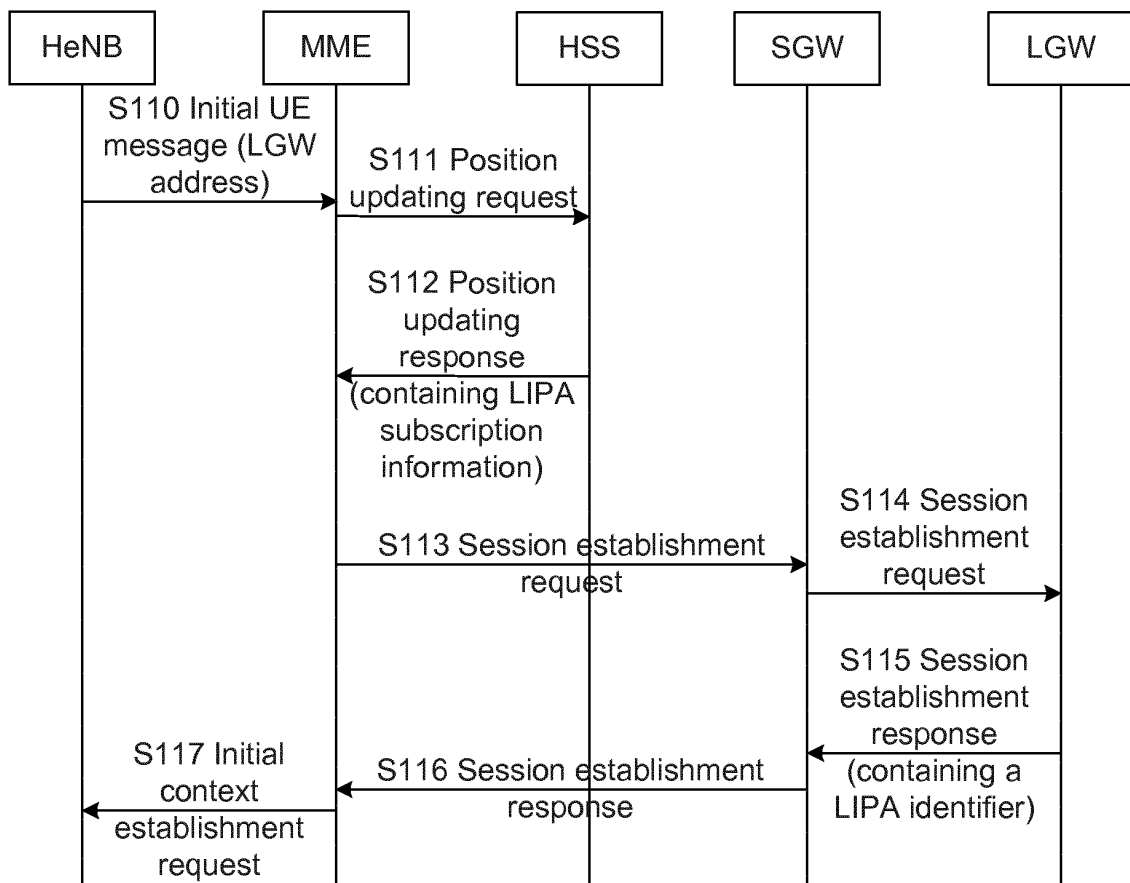 HeNB
MME
HSS
SGW
LGW
S110 Initial UE
message (LGW
address)
S111 Position
updating request
S112 Position
updating
response
(containing LIPA
subscription
information)
S113 Session establishment
request
S114 Session
establishment
request
S115 Session
establishment
response
(containing a
LIPA identifier)
S116 Session establishment
response
S117 Initial
context
establishment
request